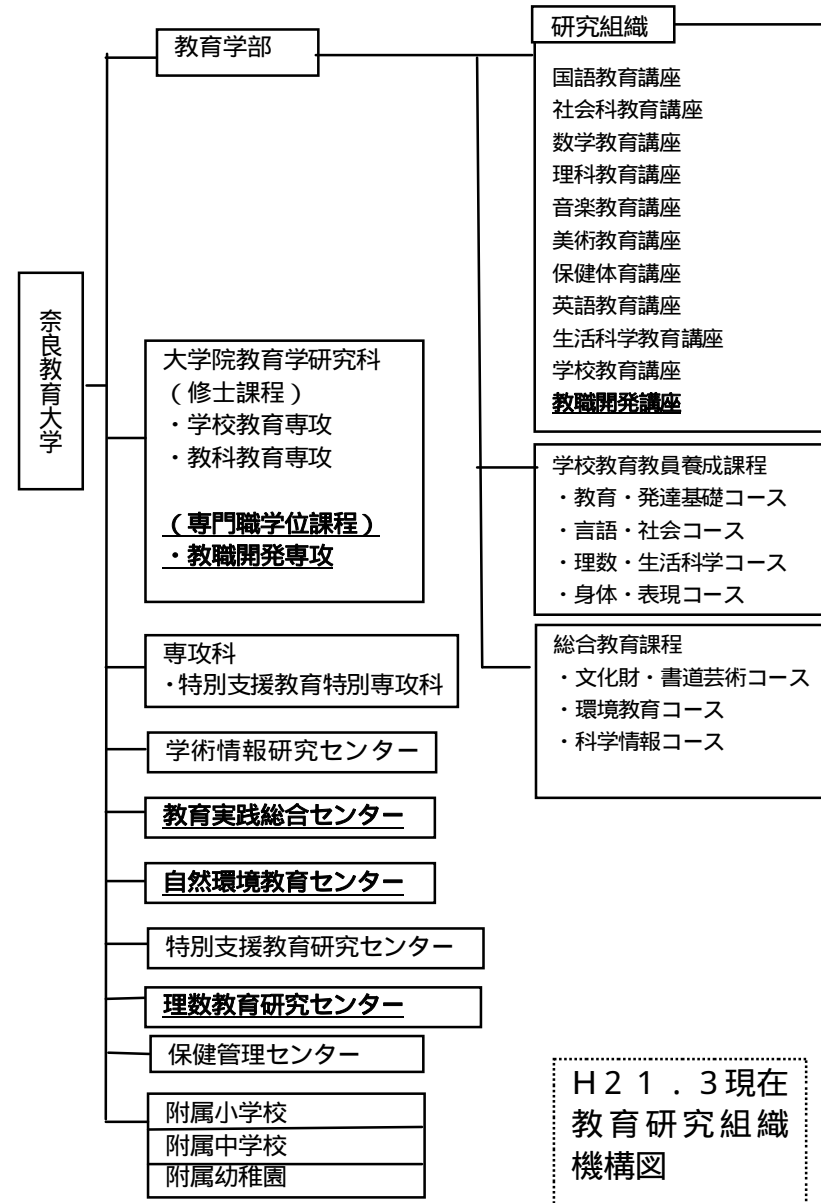 奈良教育大学
教育学部
大学院教育学研究科
（修士課程）
・学校教育専攻
・教科教育専攻
（専門職学位課程）
・教職開発専攻
専攻科
・特別支援教育特別専攻科
学術情報研究センター
教育実践総合センター
自然環境教育センター
特別支援教育研究センター
理数教育研究センター
保健管理センター
附属小学校
附属中学校
附属幼稚園
研究組織
国語教育講座
社会科教育講座
数学教育講座
理科教育講座
音楽教育講座
美術教育講座
保健体育講座
英語教育講座
生活科学教育講座
学校教育講座
教職開発講座
学校教育教員養成課程
・教育・発達基礎コース
・言語・社会コース
・理数・生活科学コース
・身体・表現コース
総合教育課程
・文化財・書道芸術コース
・環境教育コース
・科学情報コース
Ｈ２１．３現在
教育研究組織
機構図